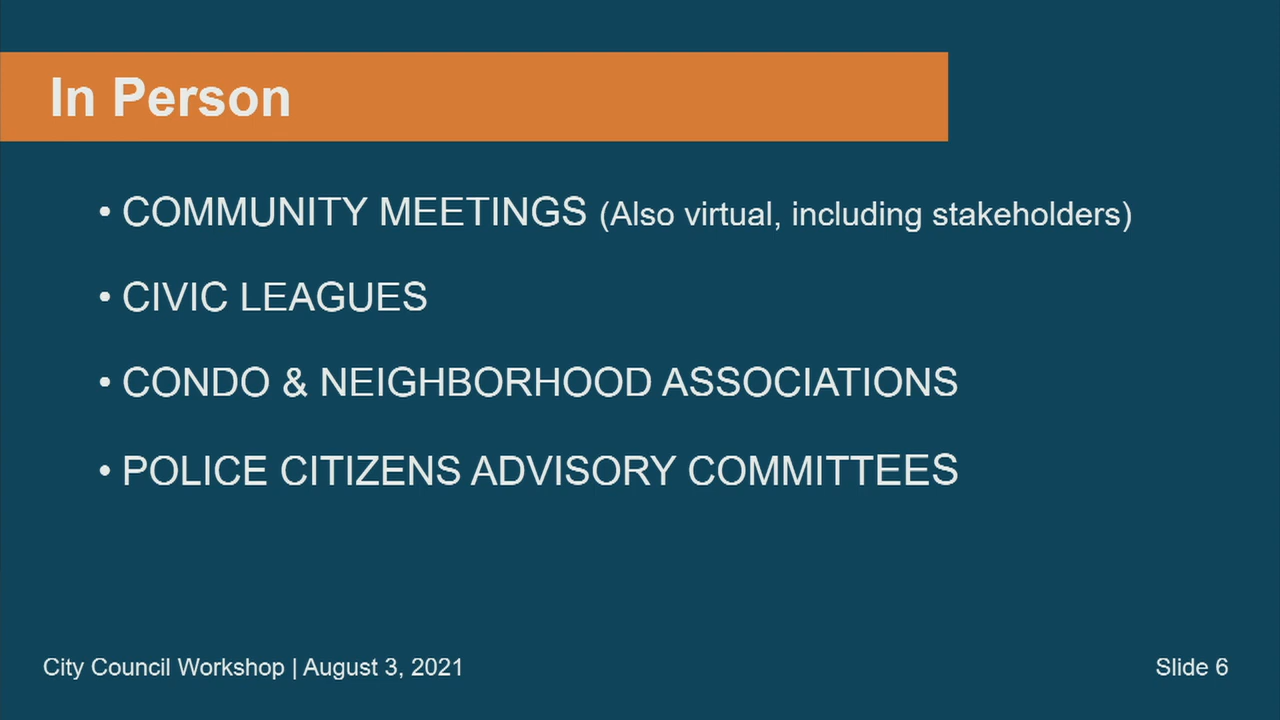 In Person
• COMMUNITY MEETINGS (Also virtual, including stakeholders)
• CIVIC LEAGUES
• CONDO & NEIGHBORHOOD ASSOCIATIONS
• POLICE CITIZENS ADVISORY COMMITTEES
City Council Workshop | August 3, 2021
Slide 6